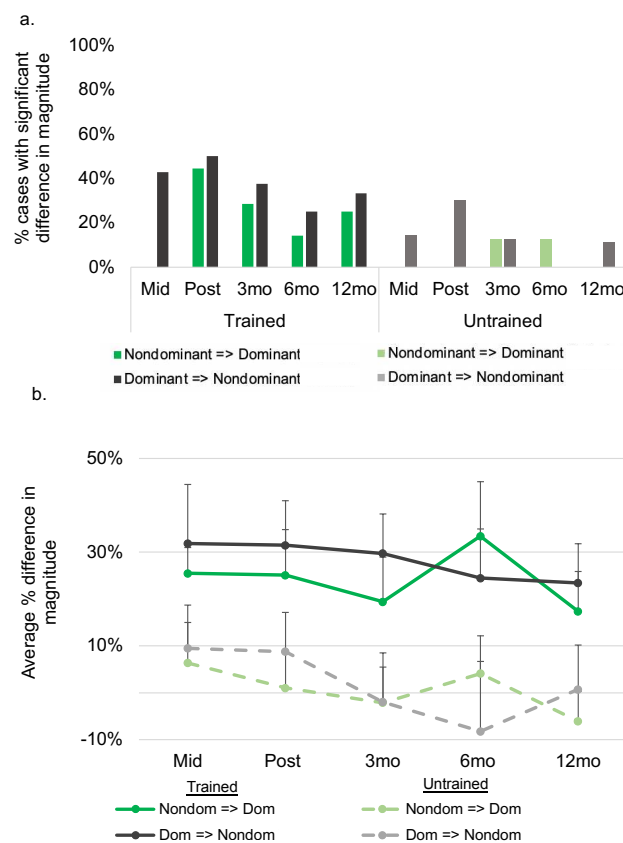 a.
100%
80%
60%
40%
20%
0%
% cases with significant
difference in magnitude
Mid Post 3mo 6mo 12mo Mid Post 3mo 6mo 12mo
Trained Untrained
Nondominant => Dominant Nondominant => Dominant
Dominant => Nondominant Dominant => Nondominant
b.
50%
30%
10%
-10%
Average % difference in
magnitude
Mid Post 3mo 6mo 12mo
Trained Untrained
Nondom => Dom Nondom => Dom
Dom => Nondom Dom => Nondom